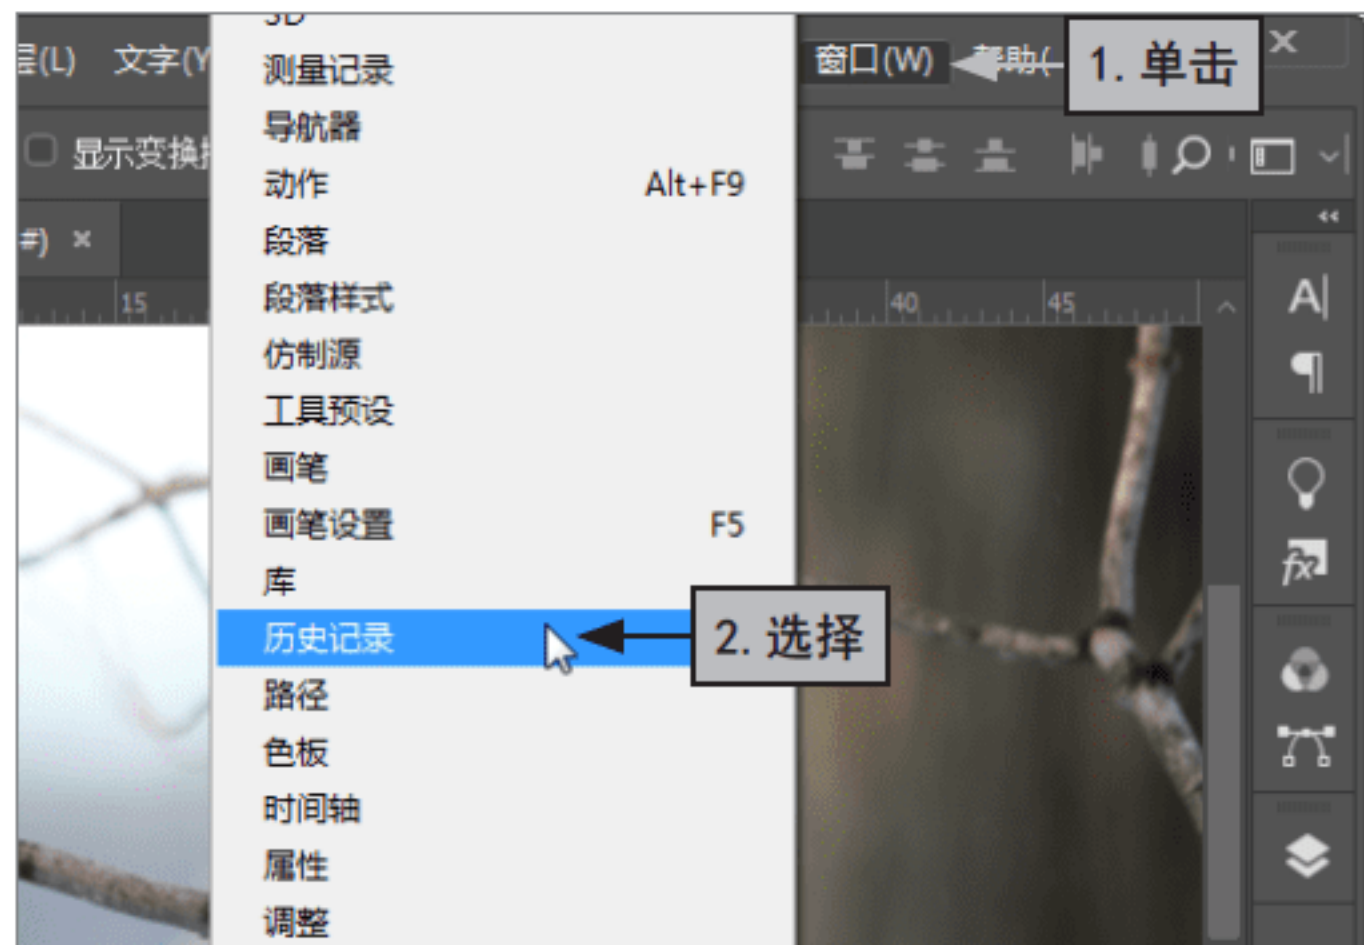 3D
层(L) 文字(Y 窗口(W) 帮助( 1. 单击
测量记录
导航器
显示变换
动作 Alt+F9
段落
#)
段落样式
15 40 45
仿制源
工具预设
画笔
画笔设置 F5
库
历史记录 2. 选择
路径
色板
时间轴
属性
调整